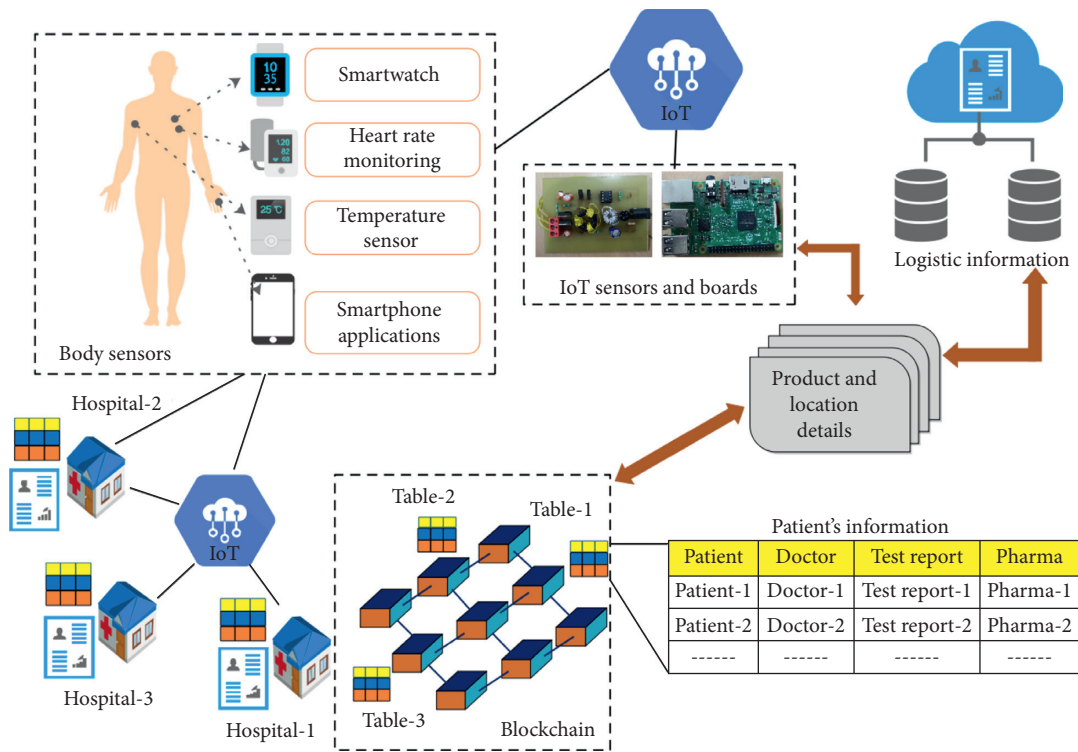 10
35
Smartwatch
1.20
82
60
Heart rate
monitoring
25 °C
Temperature
sensor
Smartphone
applications
Body sensors
IoT
IoT sensors and boards
Logistic information
Product and
location
details
Hospital-2
IoT
Hospital-3
Hospital-1
Table-2
Table-1
Table-3
Blockchain
Patient's information
Patient Doctor Test report Pharma
Patient-1 Doctor-1 Test report-1 Pharma-1
Patient-2 Doctor-2 Test report-2 Pharma-2
------ ------ ------ ------